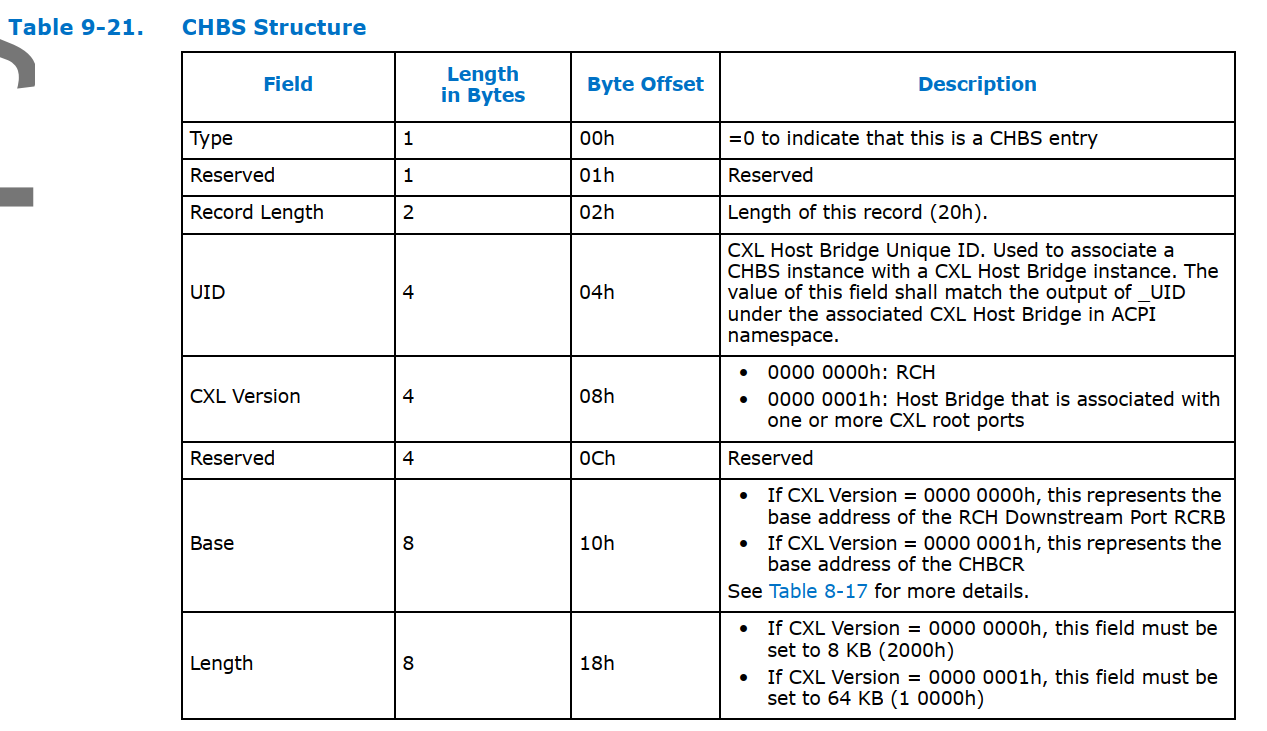 Table 9-21. CHBS Structure
Field
Length
in Bytes
Byte Offset
Description
Type
1
00h
=0 to indicate that this is a CHBS entry
Reserved
1
01h
Reserved
Record Length
2
02h
Length of this record (20h).
UID
4
04h
CXL Host Bridge Unique ID. Used to associate a
CHBS instance with a CXL Host Bridge instance. The
value of this field shall match the output of _UID
under the associated CXL Host Bridge in ACPI
namespace.
CXL Version
4
08h
• 0000 0000h: RCH
• 0000 0001h: Host Bridge that is associated with
one or more CXL root ports
Reserved
4
0Ch
Reserved
Base
8
10h
• If CXL Version = 0000 0000h, this represents the
base address of the RCH Downstream Port RCRB
• If CXL Version = 0000 0001h, this represents the
base address of the CHBCR
See Table 8-17 for more details.
Length
8
18h
• If CXL Version = 0000 0000h, this field must be
set to 8 KB (2000h)
• If CXL Version = 0000 0001h, this field must be
set to 64 KB (1 0000h)